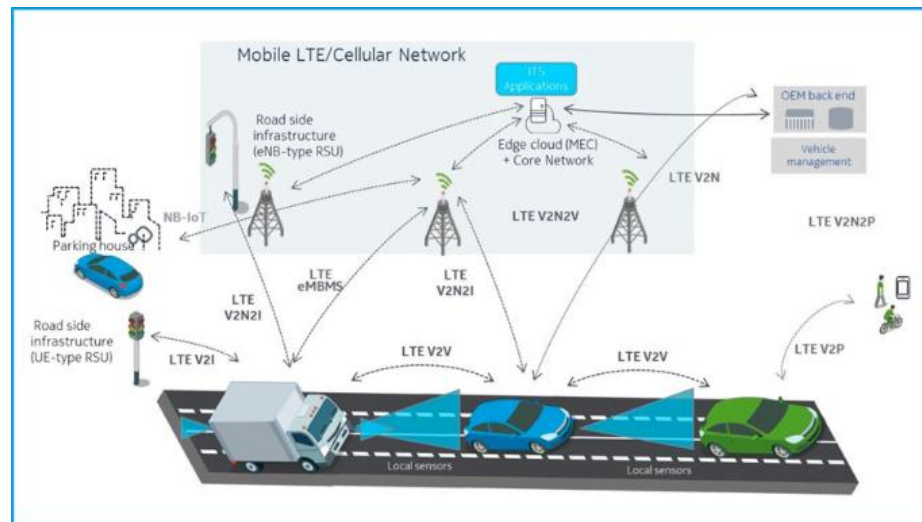 Mobile LTE/Cellular Network
ITS
Applications
OEM back end
Road side
infrastructure
(eNB-type RSU)
Edge cloud (MEC)
+ Core Network
Vehicle
management
LTE V2N
NB-IoT
LTE V2N2V
LTE V2N2P
Parking house
LTE
eMBMS
LTE
V2N2I
LTE
V2N2I
Road side
infrastructure
(UE-type RSU)
LTE V2I
LTE V2V
LTE V2V
LTE V2P
Local sensors
Local sensors